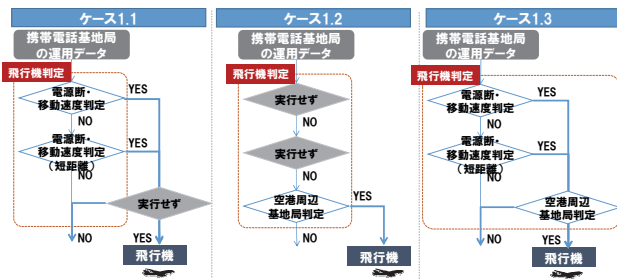 ケース1.1
携帯電話基地局
の運用データ
飛行機判定
電源断・
移動速度判定
YES
NO
電源断・
移動速度判定
（短距離）
YES
NO
実行せず
NO
YES
飛行機
ケース1.2
携帯電話基地局
の運用データ
飛行機判定
実行せず
NO
実行せず
NO
空港周辺
基地局判定
YES
NO
飛行機
ケース1.3
携帯電話基地局
の運用データ
飛行機判定
電源断・
移動速度判定
YES
NO
電源断・
移動速度判定
（短距離）
YES
NO
空港周辺
基地局判定
NO
YES
飛行機